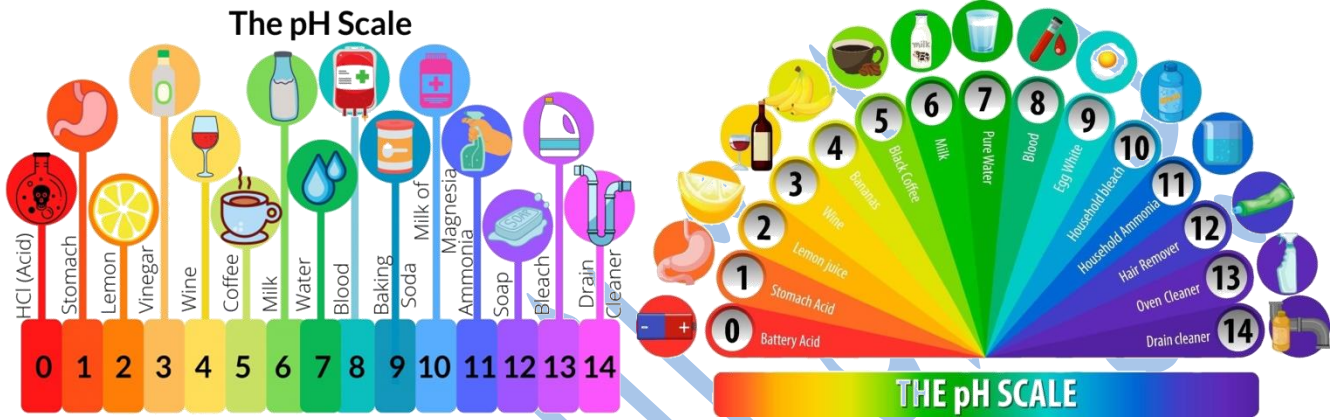 The pH Scale
HCl (Acid)
Stomach
Lemon
Vinegar
Wine
Coffee
Milk
Water
Blood
Baking
Soda
Milk of
Magnesia
Ammonia
Soap
Bleach
Drain
Cleaner
SOAP
0 1 2 3 4 5 6 7 8 9 10 11 12 13 14
0 Battery Acid
1 Stomach Acid
2 Lemon juice
3 Wine
4 Bananas
5 Black Coffee
6 Milk
7 Pure Water
8 Blood
9 Egg White
10 Household bleach
11 Household Ammonia
12 Hair Remover
13 Oven Cleaner
14 Drain cleaner
milk
THE pH SCALE